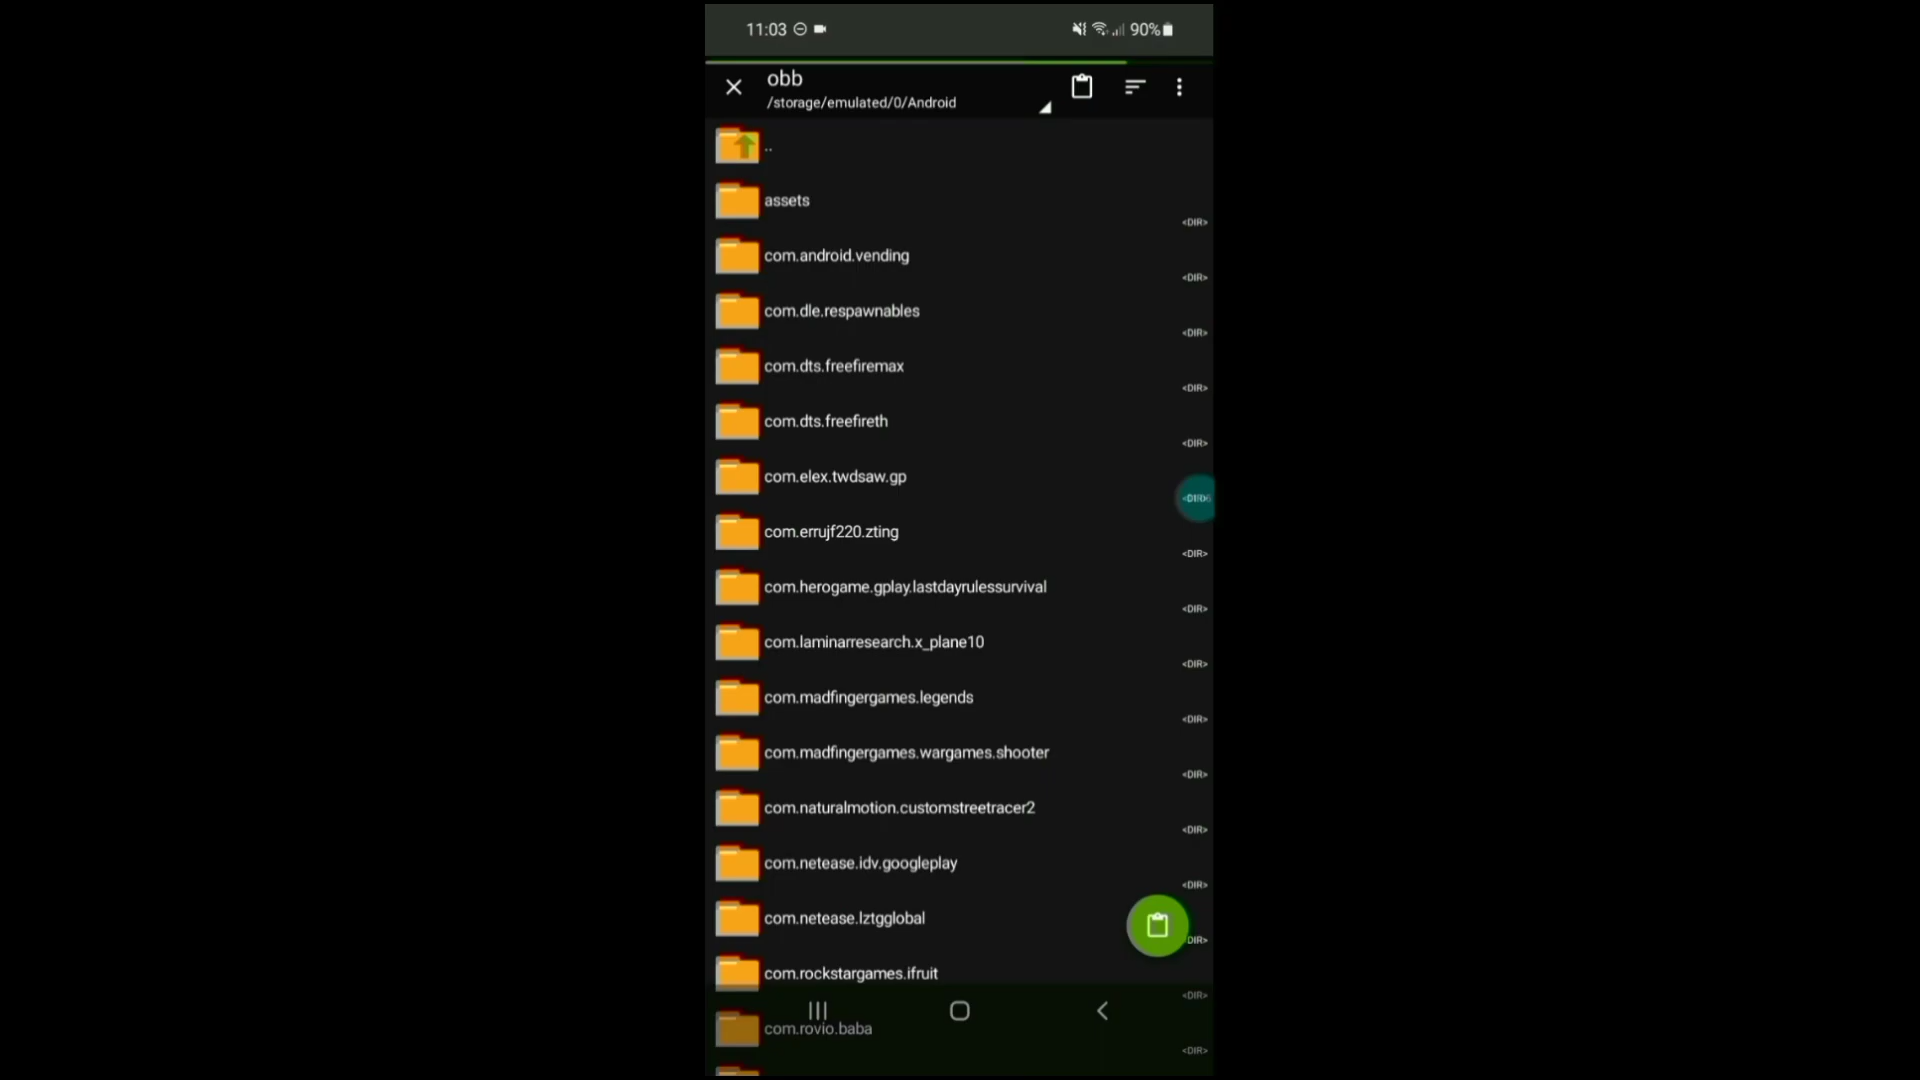 11:03 90%
obb
/storage/emulated/0/Android
..
assets
<DIR>
com.android.vending
<DIR>
com.dle.respawnables
<DIR>
com.dts.freefiremax
<DIR>
com.dts.freefireth
<DIR>
com.elex.twdsaw.gp
com.errujf220.zting
<DIR>
com.herogame.gplay.lastdayrulessurvival
<DIR>
com.laminarresearch.x_plane10
<DIR>
com.madfingergames.legends
<DIR>
com.madfingergames.wargames.shooter
<DIR>
com.naturalmotion.customstreetracer2
<DIR>
com.netease.idv.googleplay
<DIR>
com.netease.lztgglobal
DIR>
com.rockstargames.ifruit
<DIR>
com.rovio.baba
<DIR>